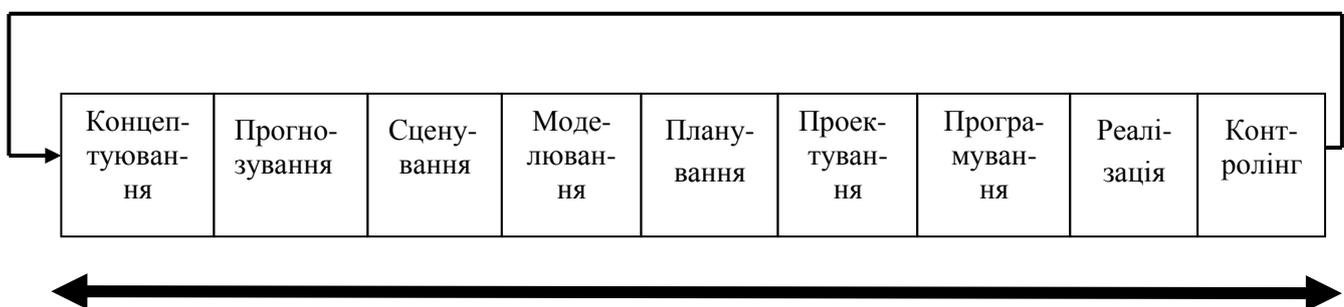 Концеп-
туюван-
ня
Прогно-
зування
Сцену-
вання
Моде-
люван-
ня
Плану-
вання
Проек-
туван-
ня
Програ-
муван-
ня
Реалі-
зація
Конт-
ролінг